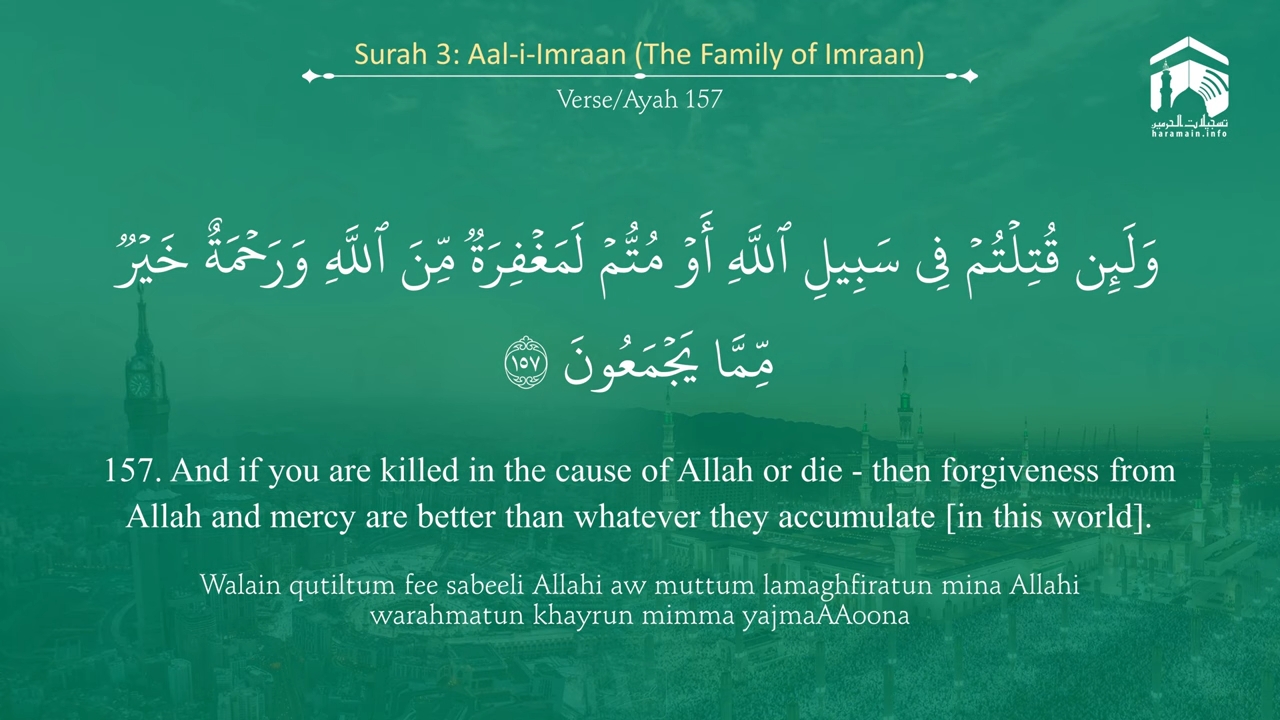 Surah 3: Aal-i-Imraan (The Family of Imraan)
Verse/Ayah 157
تسجيلات الحرمين
haramain.info
وَلَئِن قُتِلۡتُمۡ فِى سَبِيلِ ٱللَّهِ أَوۡ مُتُّمۡ لَمَغۡفِرَةٌ مِّنَ ٱللَّهِ وَرَحۡمَةٌ خَيۡرٌ
مِّمَّا يَجۡمَعُونَ ١٥٧
157. And if you are killed in the cause of Allah or die - then forgiveness from
Allah and mercy are better than whatever they accumulate [in this world].
Walain qutiltum fee sabeeli Allahi aw muttum lamaghfiratun mina Allahi
warahmatun khayrun mimma yajmaAAoona